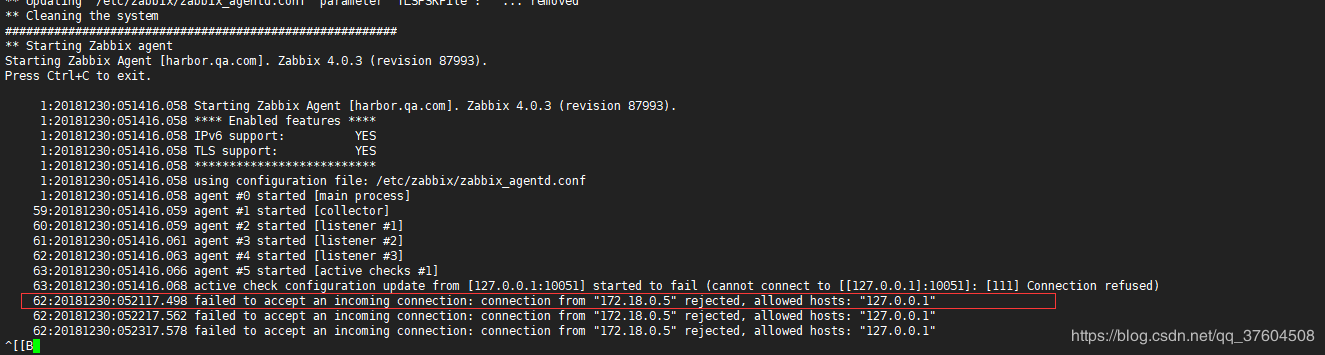 ** Updating '/etc/zabbix/zabbix_agentd.conf' parameter "TLSPSKFile": ''... removed
** Cleaning the system
########################################################
** Starting Zabbix agent
Starting Zabbix Agent [harbor.qa.com]. Zabbix 4.0.3 (revision 87993).
Press Ctrl+C to exit.
1:20181230:051416.058 Starting Zabbix Agent [harbor.qa.com]. Zabbix 4.0.3 (revision 87993).
1:20181230:051416.058 **** Enabled features ****
1:20181230:051416.058 IPv6 support: YES
1:20181230:051416.058 TLS support: YES
1:20181230:051416.058 **************************
1:20181230:051416.058 using configuration file: /etc/zabbix/zabbix_agentd.conf
1:20181230:051416.058 agent #0 started [main process]
59:20181230:051416.059 agent #1 started [collector]
60:20181230:051416.059 agent #2 started [listener #1]
61:20181230:051416.061 agent #3 started [listener #2]
62:20181230:051416.063 agent #4 started [listener #3]
63:20181230:051416.066 agent #5 started [active checks #1]
63:20181230:051416.068 active check configuration update from [127.0.0.1:10051] started to fail (cannot connect to [[127.0.0.1]:10051]: [111] Connection refused)
62:20181230:052117.498 failed to accept an incoming connection: connection from "172.18.0.5" rejected, allowed hosts: "127.0.0.1"
62:20181230:052217.562 failed to accept an incoming connection: connection from "172.18.0.5" rejected, allowed hosts: "127.0.0.1"
62:20181230:052317.578 failed to accept an incoming connection: connection from "172.18.0.5" rejected, allowed hosts: "127.0.0.1"
^[[B
https://blog.csdn.net/qq_37604508